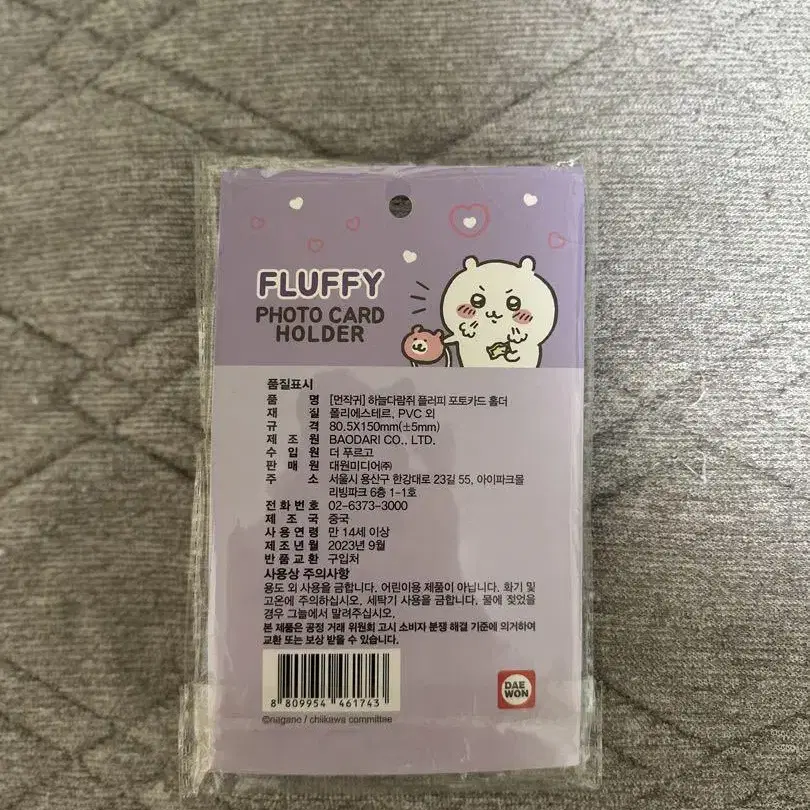 FLUFFY
PHOTO CARD
HOLDER
품질표시
품 명 [먼작귀] 하늘다람쥐 플러피 포토카드 홀더
재 질 폴리에스테르, PVC 외
규 격 80.5X150mm(±5mm)
제 조 원 BAODARI CO., LTD.
수 입 원 더 푸르고
판 매 원 대원미디어㈜
주 소 서울시 용산구 한강대로 23길 55, 아이파크몰
리빙파크 6층 1-1호
전화번호 02-6373-3000
제 조 국 중국
사용연령 만 14세 이상
제조년월 2023년 9월
반품교환 구입처
사용상 주의사항
용도 외 사용을 금합니다. 어린이용 제품이 아닙니다. 화기 및
고온에 주의하십시오. 세탁기 사용을 금합니다. 물에 젖었을
경우 그늘에서 말려주십시오.
본 제품은 공정 거래 위원회 고시 소비자 분쟁 해결 기준에 의거하여
교환 또는 보상 받을 수 있습니다.
8 809954 461743
DAE
WON
©nagano / chiikawa committee